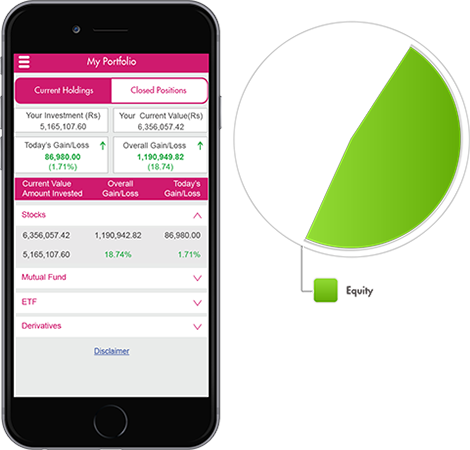 My Portfolio
Current Holdings Closed Positions
Your Investment (Rs) Your Current Value(Rs)
5,165,107.60 6,356,057.42
Today's Gain/Loss Overall Gain/Loss
86,980.00 1,190,949.82
(1.71%) (18.74)
Current Value Overall Today's
Amount Invested Gain/Loss Gain/Loss
Stocks
6,356,057.42 1,190,942.82 86,980.00
5,165,107.60 18.74% 1.71%
Mutual Fund
ETF
Derivatives
Disclaimer
Equity